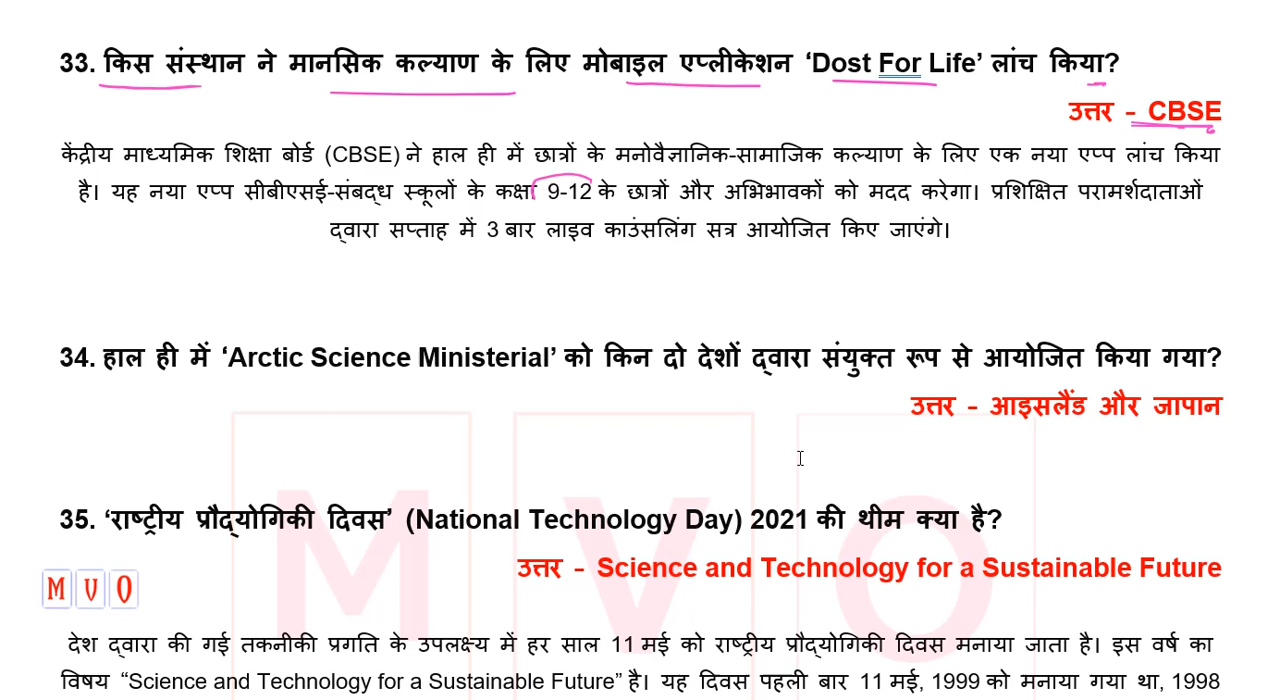 33. किस संस्थान ने मानसिक कल्याण के लिए मोबाइल एप्लीकेशन ‘Dost For Life’ लांच किया?
उत्तर - CBSE
केंद्रीय माध्यमिक शिक्षा बोर्ड (CBSE) ने हाल ही में छात्रों के मनोवैज्ञानिक-सामाजिक कल्याण के लिए एक नया एप्प लांच किया
है। यह नया एप्प सीबीएसई-संबद्ध स्कूलों के कक्षा 9-12 के छात्रों और अभिभावकों को मदद करेगा। प्रशिक्षित परामर्शदाताओं
द्वारा सप्ताह में 3 बार लाइव काउंसलिंग सत्र आयोजित किए जाएंगे।
34. हाल ही में ‘Arctic Science Ministerial’ को किन दो देशों द्वारा संयुक्त रूप से आयोजित किया गया?
उत्तर - आइसलैंड और जापान
35. ‘राष्ट्रीय प्रौद्योगिकी दिवस’ (National Technology Day) 2021 की थीम क्या है?
उत्तर - Science and Technology for a Sustainable Future
M V O
M V O
देश द्वारा की गई तकनीकी प्रगति के उपलक्ष्य में हर साल 11 मई को राष्ट्रीय प्रौद्योगिकी दिवस मनाया जाता है। इस वर्ष का
विषय “Science and Technology for a Sustainable Future” है। यह दिवस पहली बार 11 मई, 1999 को मनाया गया था, 1998